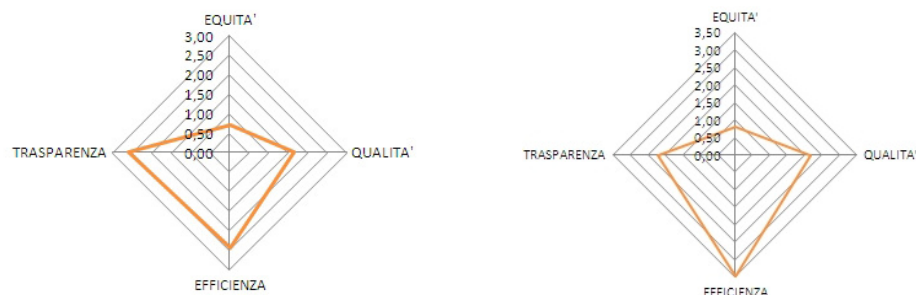 EQUITA'
3,00
2,50
2,00
1,50
1,00
0,50
0,00
TRASPARENZA
QUALITA'
EFFICIENZA
EQUITA'
3,50
3,00
2,50
2,00
1,50
1,00
0,50
0,00
TRASPARENZA
QUALITA'
EFFICIENZA